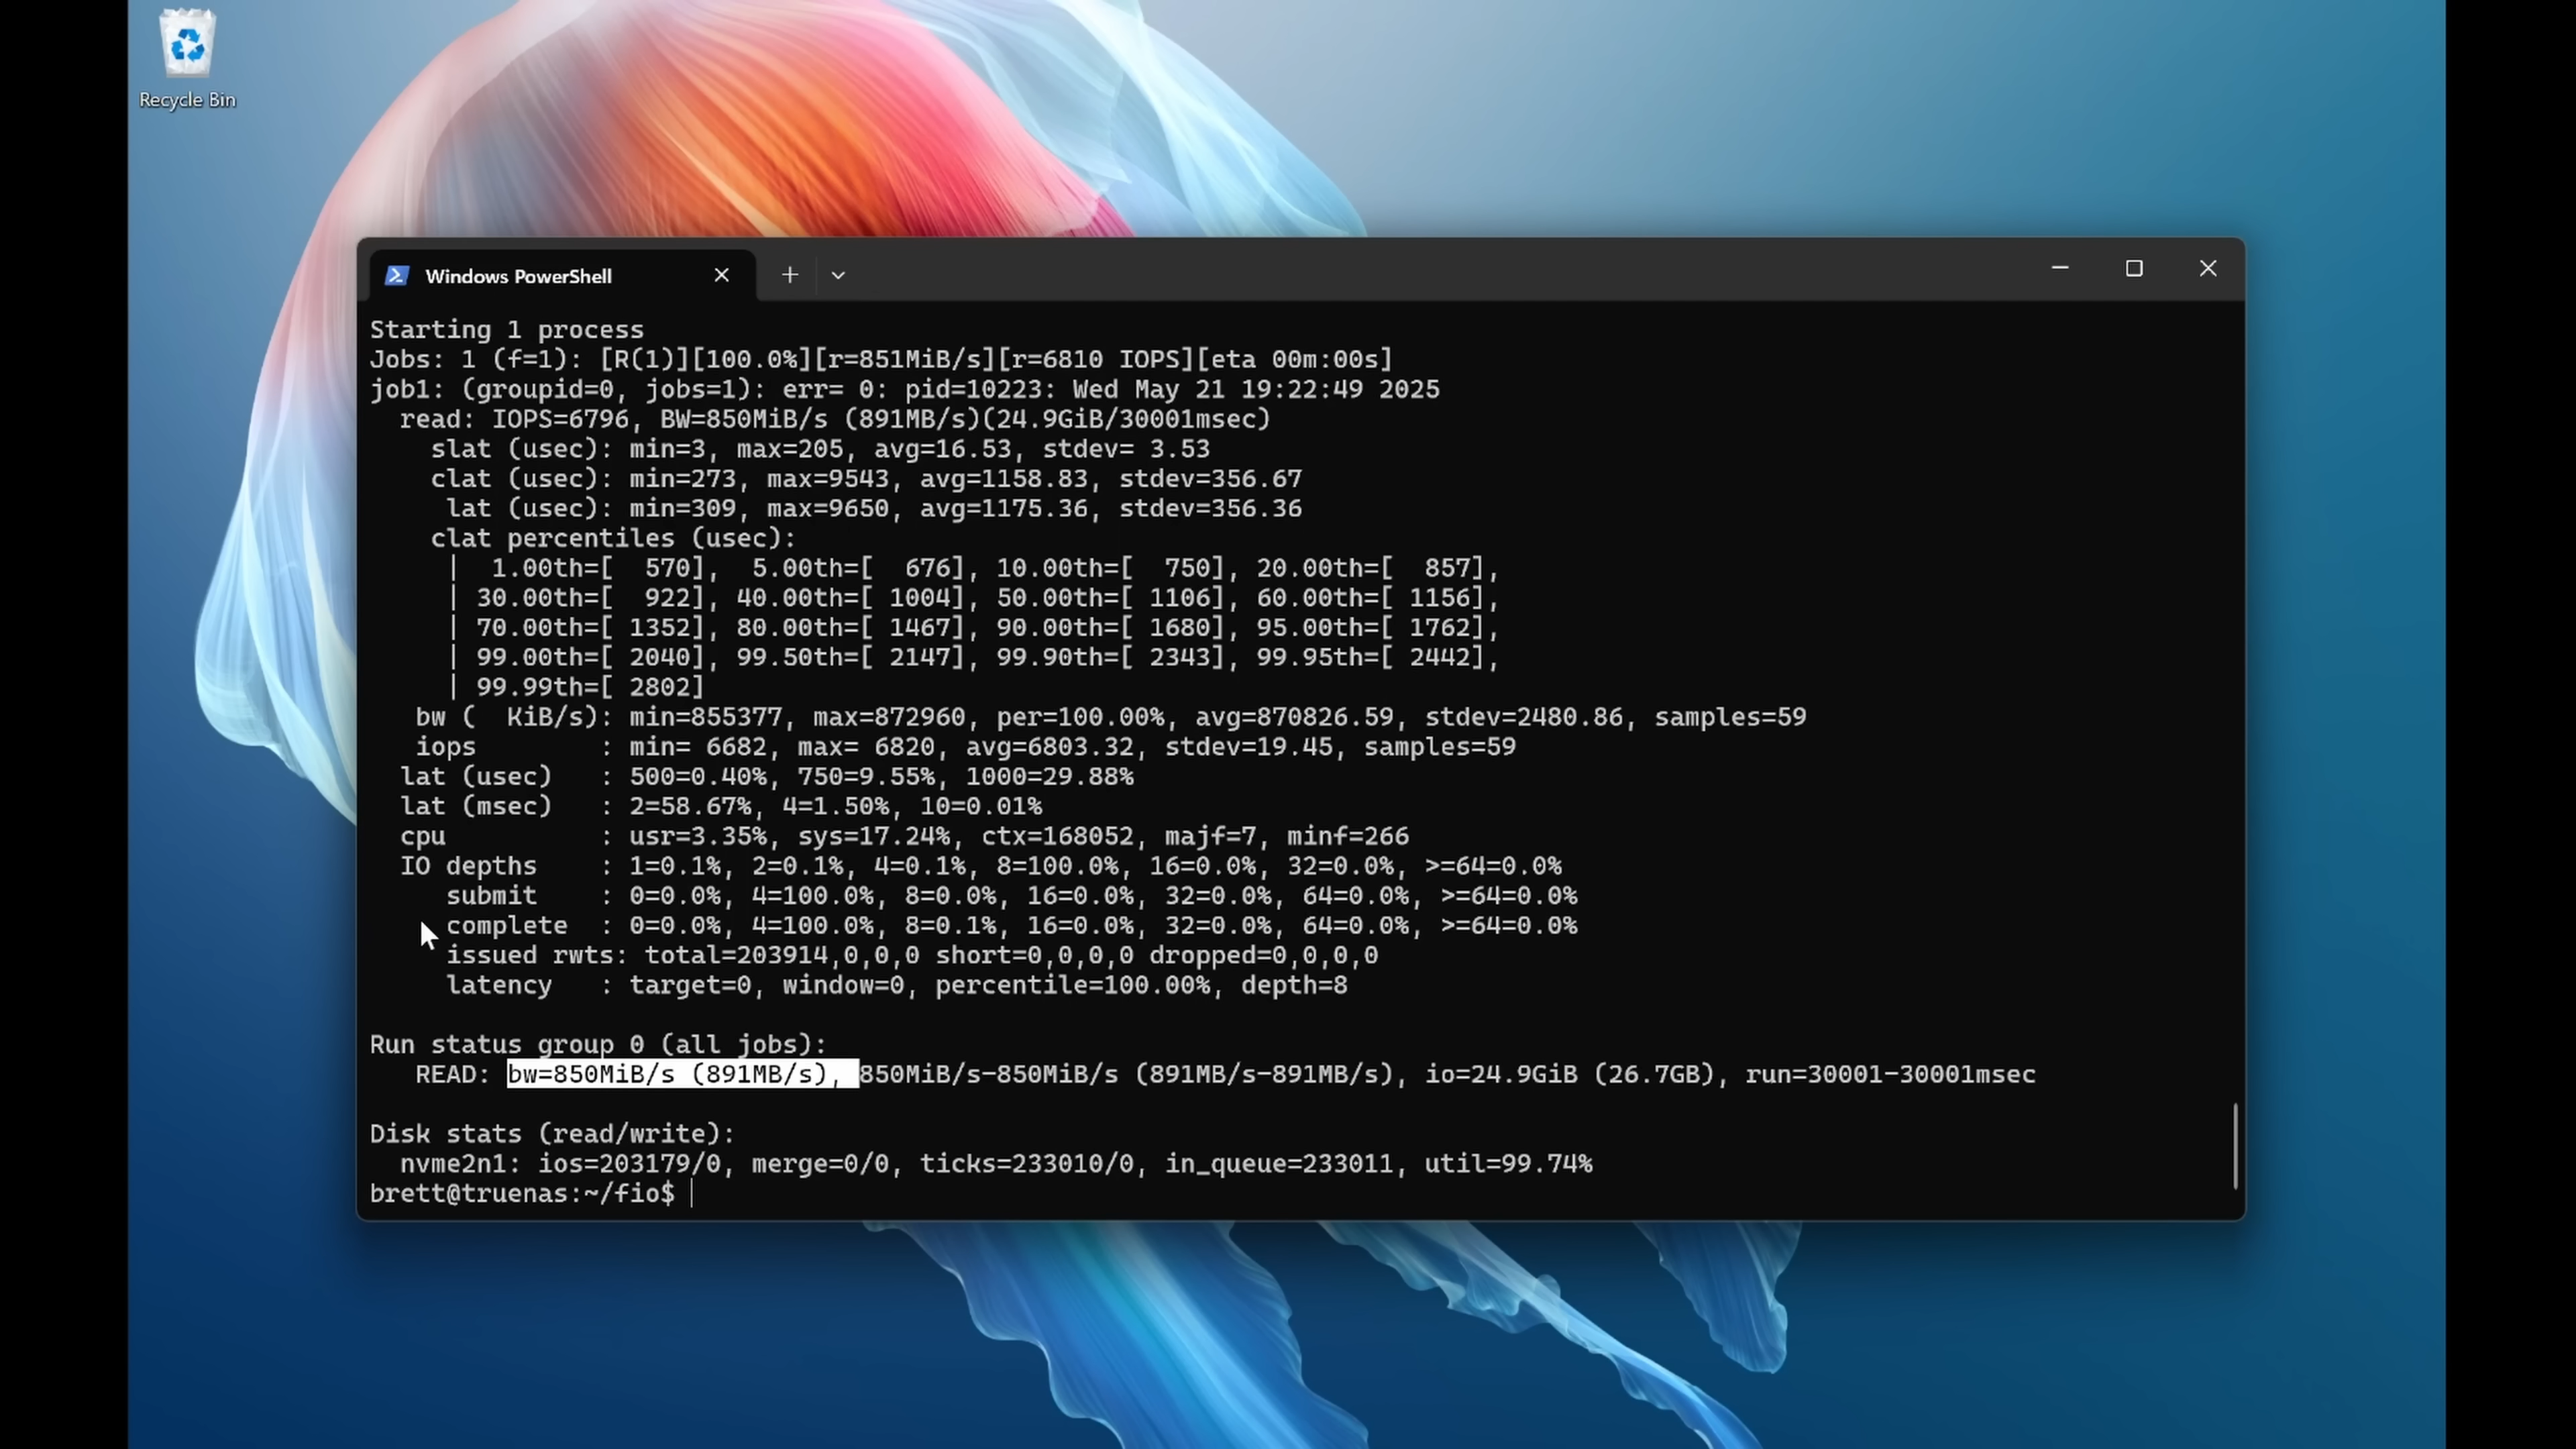 Recycle Bin
Windows PowerShell
Starting 1 process
Jobs: 1 (f=1): [R(1)][100.0%][r=851MiB/s][r=6810 IOPS][eta 00m:00s]
job1: (groupid=0, jobs=1): err= 0: pid=10223: Wed May 21 19:22:49 2025
  read: IOPS=6796, BW=850MiB/s (891MB/s)(24.9GiB/30001msec)
    slat (usec): min=3, max=205, avg=16.53, stdev= 3.53
    clat (usec): min=273, max=9543, avg=1158.83, stdev=356.67
     lat (usec): min=309, max=9650, avg=1175.36, stdev=356.36
    clat percentiles (usec):
     |  1.00th=[  570],  5.00th=[  676], 10.00th=[  750], 20.00th=[  857],
     | 30.00th=[  922], 40.00th=[ 1004], 50.00th=[ 1106], 60.00th=[ 1156],
     | 70.00th=[ 1352], 80.00th=[ 1467], 90.00th=[ 1680], 95.00th=[ 1762],
     | 99.00th=[ 2040], 99.50th=[ 2147], 99.90th=[ 2343], 99.95th=[ 2442],
     | 99.99th=[ 2802]
   bw (  KiB/s): min=855377, max=872960, per=100.00%, avg=870826.59, stdev=2480.86, samples=59
   iops        : min= 6682, max= 6820, avg=6803.32, stdev=19.45, samples=59
  lat (usec)   : 500=0.40%, 750=9.55%, 1000=29.88%
  lat (msec)   : 2=58.67%, 4=1.50%, 10=0.01%
  cpu          : usr=3.35%, sys=17.24%, ctx=168052, majf=7, minf=266
  IO depths    : 1=0.1%, 2=0.1%, 4=0.1%, 8=100.0%, 16=0.0%, 32=0.0%, >=64=0.0%
     submit    : 0=0.0%, 4=100.0%, 8=0.0%, 16=0.0%, 32=0.0%, 64=0.0%, >=64=0.0%
     complete  : 0=0.0%, 4=100.0%, 8=0.1%, 16=0.0%, 32=0.0%, 64=0.0%, >=64=0.0%
     issued rwts: total=203914,0,0,0 short=0,0,0,0 dropped=0,0,0,0
     latency   : target=0, window=0, percentile=100.00%, depth=8
Run status group 0 (all jobs):
   READ: bw=850MiB/s (891MB/s), 850MiB/s-850MiB/s (891MB/s-891MB/s), io=24.9GiB (26.7GB), run=30001-30001msec
Disk stats (read/write):
  nvme2n1: ios=203179/0, merge=0/0, ticks=233010/0, in_queue=233011, util=99.74%
brett@truenas:~/fio$